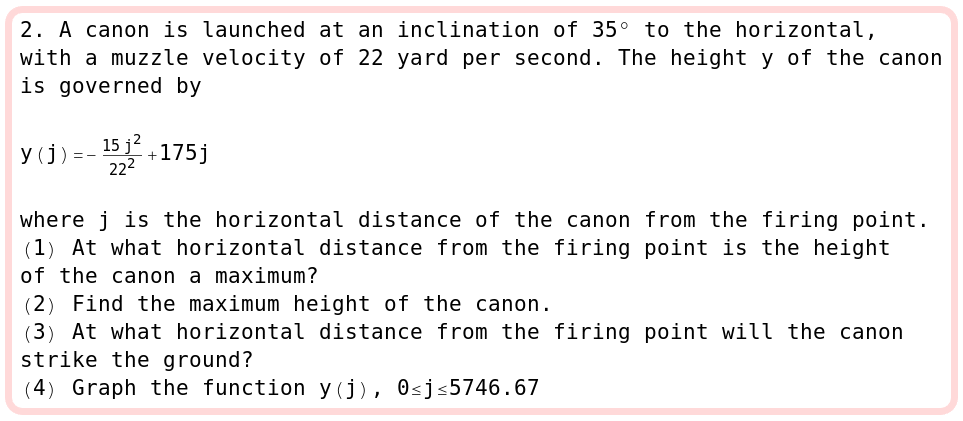 2. A canon is launched at an inclination of 35° to the horizontal,
with a muzzle velocity of 22 yard per second. The height y of the canon
is governed by
y(j)=-\frac{15j^2}{22^2}+175j
where j is the horizontal distance of the canon from the firing point.
(1) At what horizontal distance from the firing point is the height
of the canon a maximum?
(2) Find the maximum height of the canon.
(3) At what horizontal distance from the firing point will the canon
strike the ground?
(4) Graph the function y(j), 0≤j≤5746.67